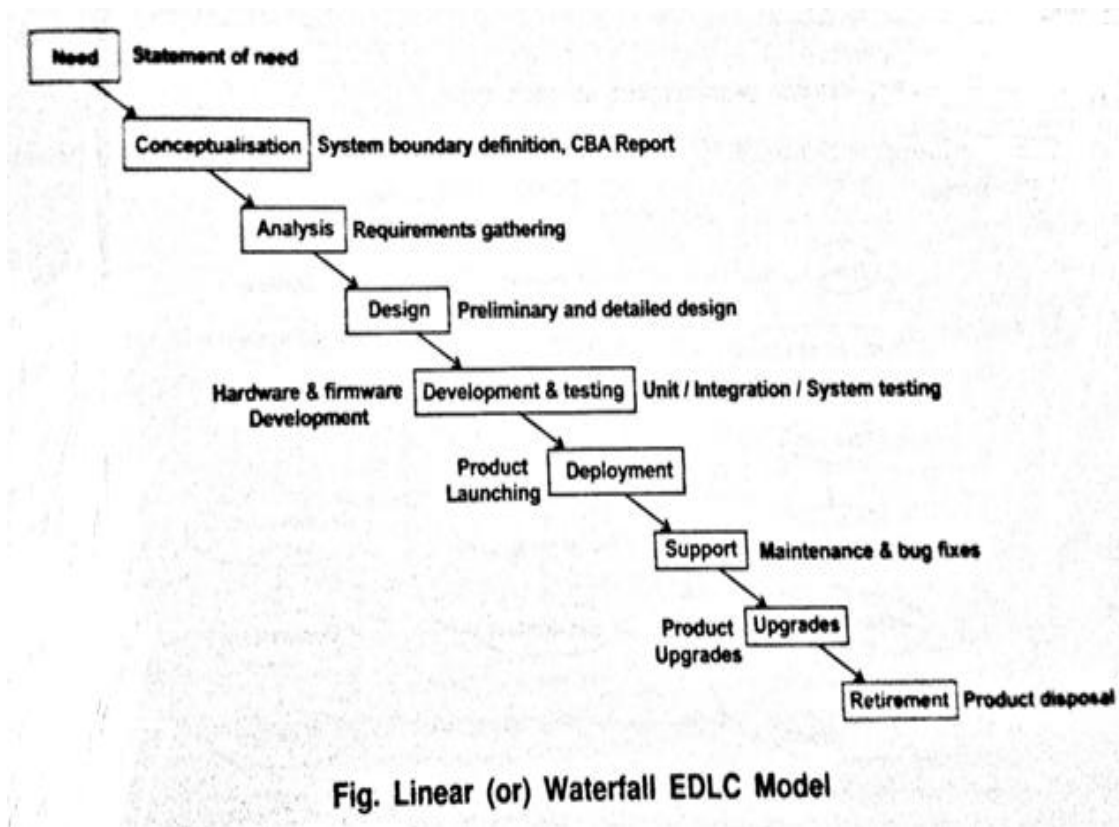 Need Statement of need
Conceptualisation System boundary definition, CBA Report
Analysis Requirements gathering
Design Preliminary and detailed design
Hardware & firmware
Development
Development & testing Unit / Integration / System testing
Product
Launching
Deployment
Support Maintenance & bug fixes
Product
Upgrades
Upgrades
Retirement Product disposal
Fig. Linear (or) Waterfall EDLC Model